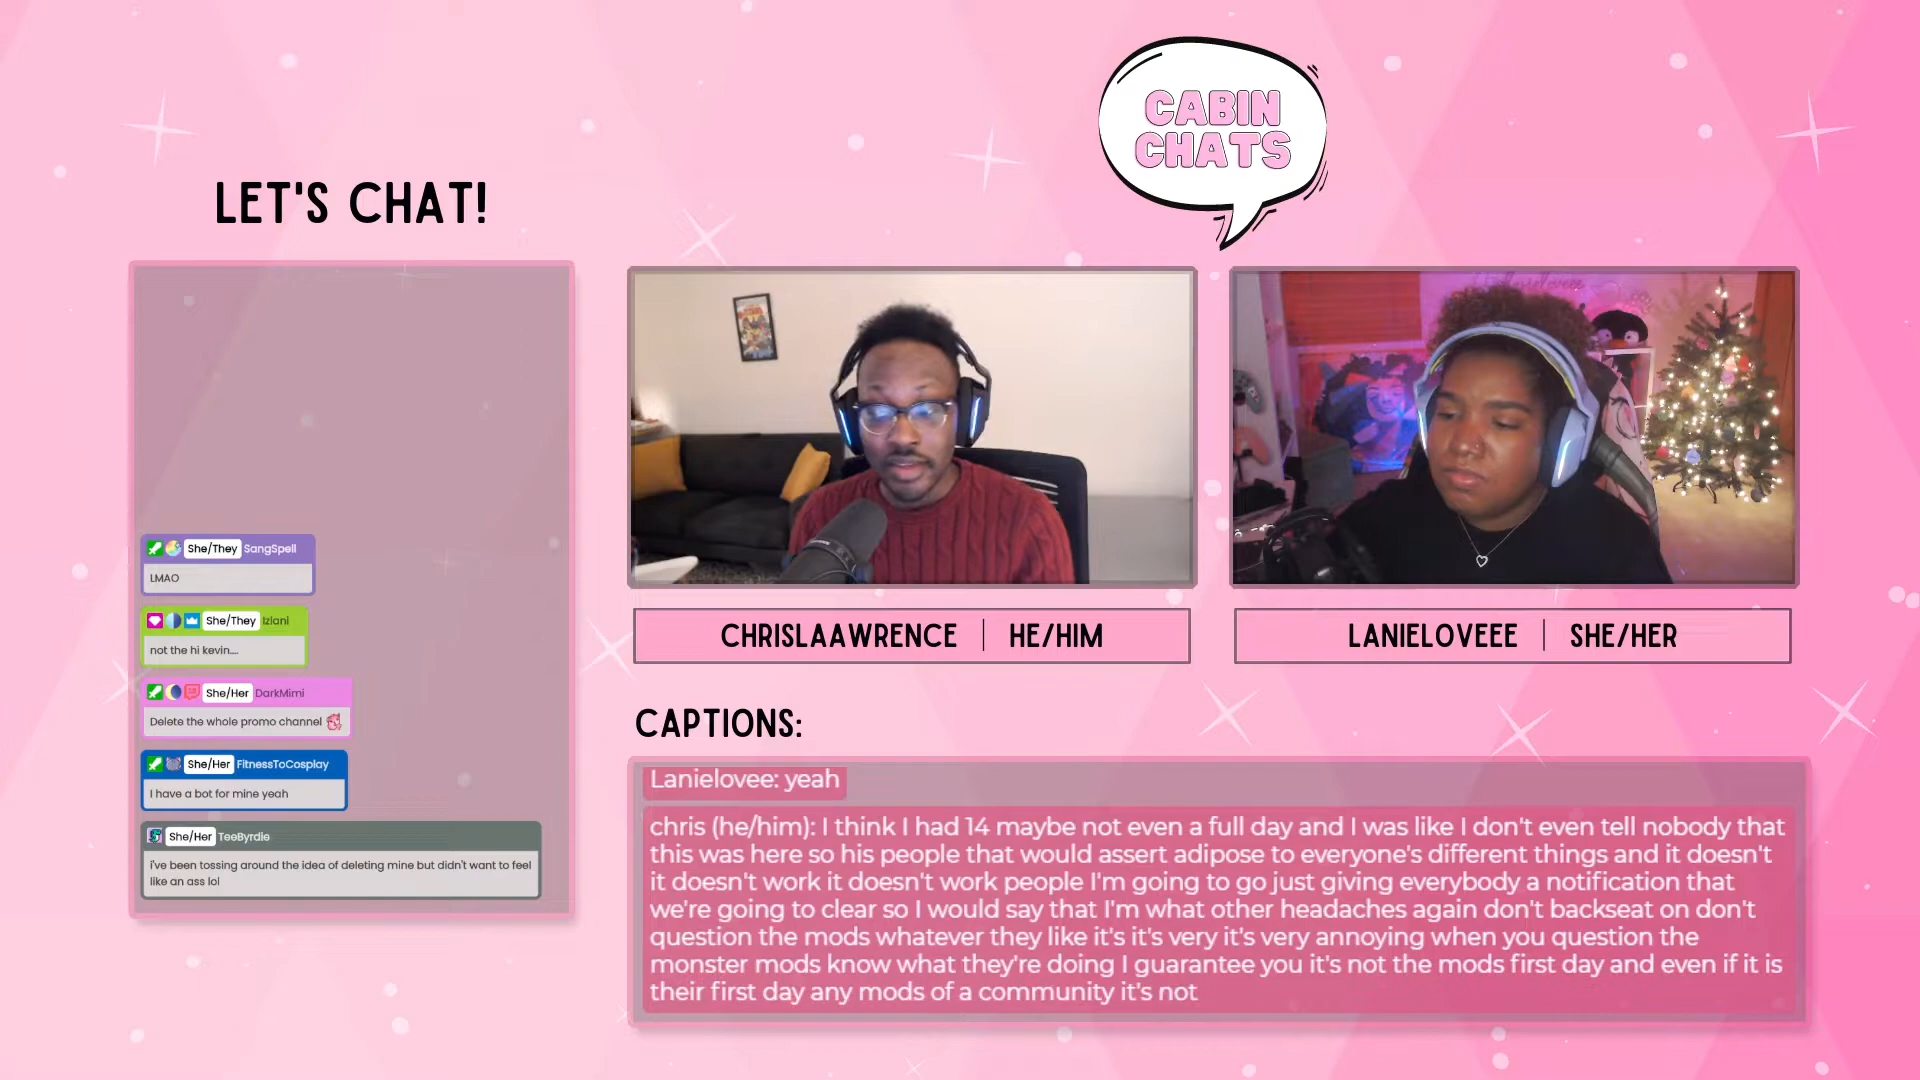 CABIN
CHATS
LET'S CHAT!
She/They SangSpell
LMAO
She/They Iziani
not the hi kevin....
She/Her DarkMimi
Delete the whole promo channel
She/Her FitnessToCosplay
I have a bot for mine yeah
She/Her TeeByrdie
i've been tossing around the idea of deleting mine but didn't want to feel
like an ass lol
CHRISLAAWRENCE | HE/HIM
LANIELOVEEE | SHE/HER
CAPTIONS:
Lanielovee: yeah
chris (he/him): I think I had 14 maybe not even a full day and I was like I don't even tell nobody that
this was here so his people that would assert adipose to everyone's different things and it doesn't
it doesn't work it doesn't work people I'm going to go just giving everybody a notification that
we're going to clear so I would say that I'm what other headaches again don't backseat on don't
question the mods whatever they like it's it's very it's very annoying when you question the
monster mods know what they're doing I guarantee you it's not the mods first day and even if it is
their first day any mods of a community it's not